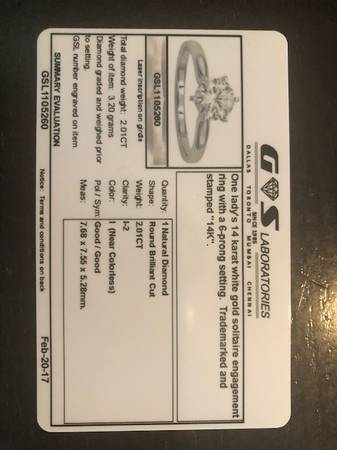 GS LABORATORIES
SINCE 1985
DALLAS TORONTO MUMBAI CHENNAI
One lady's 14 karat white gold solitaire engagement
ring with a 6-prong setting. Trademarked and
stamped "14K".
GSL1105260
Laser inscription on girdle
Total diamond weight: 2.01CT
Weight of item: 3.20 grams
Diamond graded and weighed prior
to setting.
GSL number engraved on item.
SUMMARY EVALUATION
GSL1105260
Quantity: 1 Natural Diamond
Shape: Round Brilliant Cut
Weight: 2.01CT
Clarity: I-2
Color: I (Near Colorless)
Pol / Sym: Good / Good
Meas: 7.68 x 7.55 x 5.28mm.
Notice: Terms and conditions on back
Feb-20-17